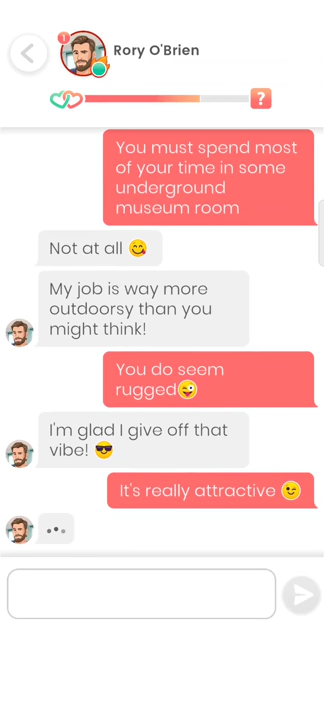 1
Rory O'Brien
?
You must spend most
of your time in some
underground
museum room
Not at all 😋
My job is way more
outdoorsy than you
might think!
You do seem
rugged😜
I'm glad I give off that
vibe! 😎
It's really attractive 😉